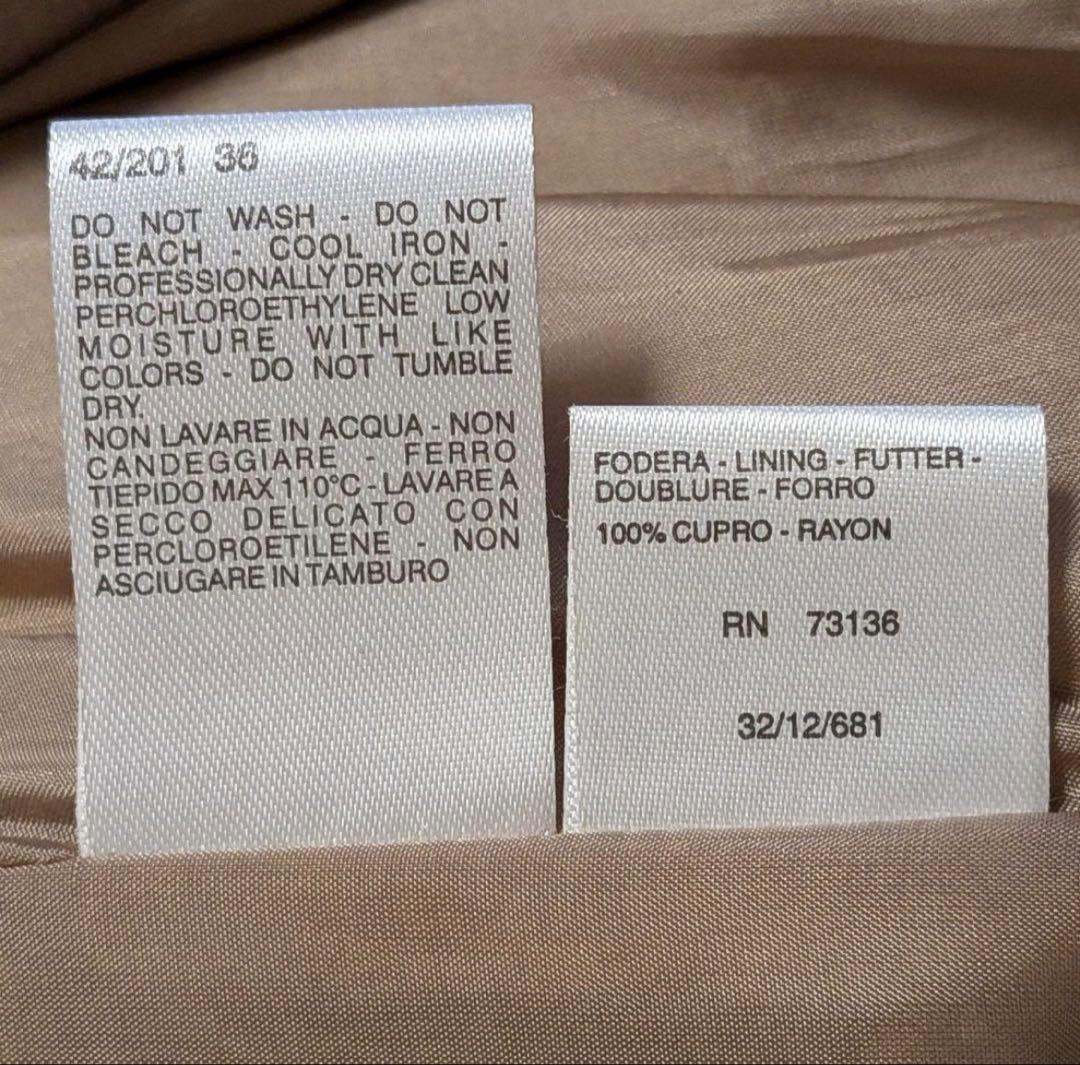 42/201 36
DO NOT WASH - DO NOT
BLEACH - COOL IRON -
PROFESSIONALLY DRY CLEAN
PERCHLOROETHYLENE LOW
MOISTURE WITH LIKE
COLORS - DO NOT TUMBLE
DRY.
NON LAVARE IN ACQUA - NON
CANDEGGIARE - FERRO
TIEPIDO MAX 110°C - LAVARE A
SECCO DELICATO CON
PERCLOROETILENE - NON
ASCIUGARE IN TAMBURO
FODERA - LINING - FUTTER -
DOUBLURE - FORRO
100% CUPRO - RAYON
RN 73136
32/12/681